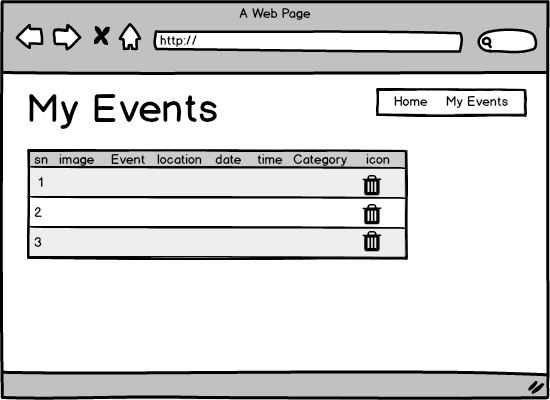 A Web Page
http://
My Events
Home My Events
sn image Event location date time Category icon
1
2
3